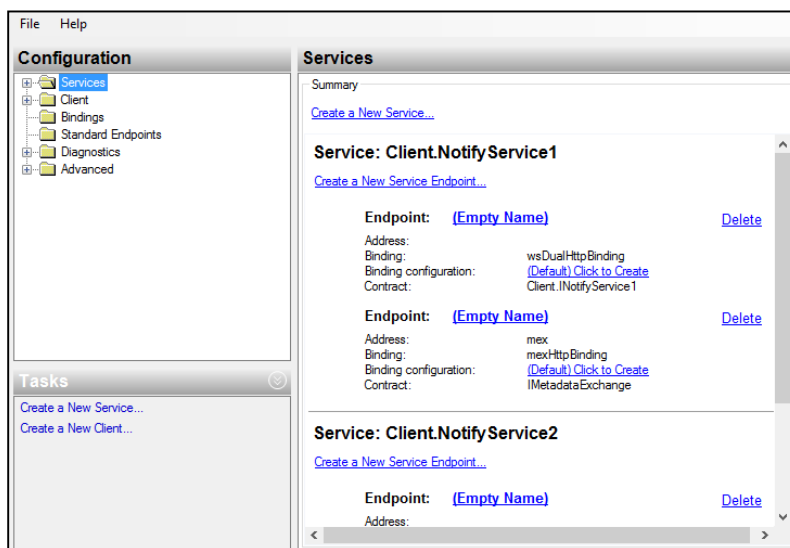 File Help
Configuration
Services
Client
Bindings
Standard Endpoints
Diagnostics
Advanced
Tasks
Create a New Service...
Create a New Client...
Services
Summary
Create a New Service...
Service: Client.NotifyService1
Create a New Service Endpoint...
Endpoint: (Empty Name) Delete
Address:
Binding: wsDualHttpBinding
Binding configuration: (Default) Click to Create
Contract: Client.INotifyService1
Endpoint: (Empty Name) Delete
Address: mex
Binding: mexHttpBinding
Binding configuration: (Default) Click to Create
Contract: IMetadataExchange
Service: Client.NotifyService2
Create a New Service Endpoint...
Endpoint: (Empty Name) Delete
Address: